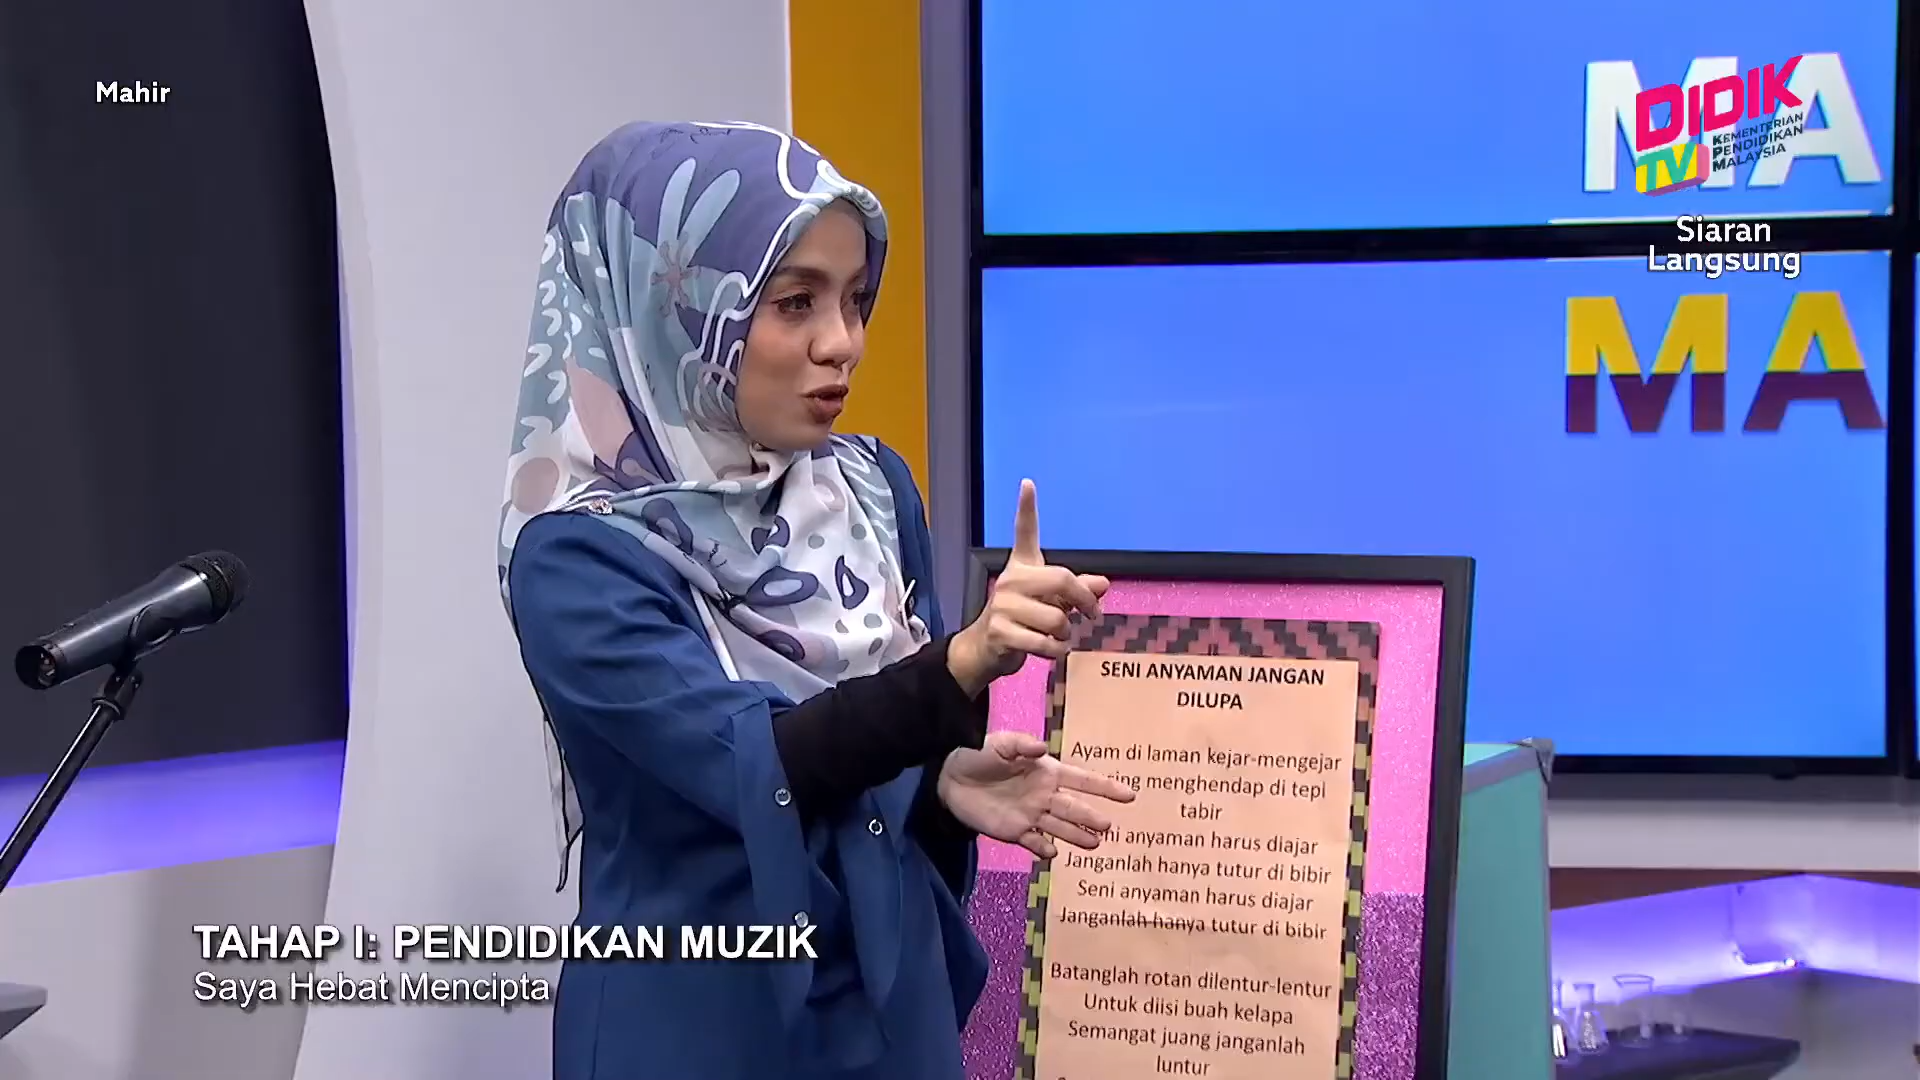 Mahir
MA
DIDIK
TV
KEMENTERIAN
PENDIDIKAN
MALAYSIA
Siaran
Langsung
MA
SENI ANYAMAN JANGAN
DILUPA
Ayam di laman kejar-mengejar
menghendap di tepi
tabir
anyaman harus diajar
Janganlah hanya tutur di bibir
Seni anyaman harus diajar
Janganlah hanya tutur di bibir
Batanglah rotan dilentur-lentur
Untuk diisi buah kelapa
Semangat juang janganlah
luntur
TAHAP I: PENDIDIKAN MUZIK
Saya Hebat Mencipta